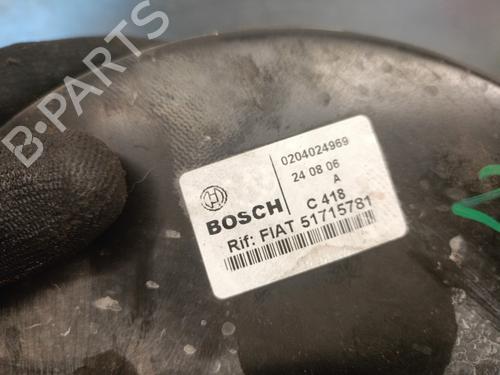 B-PARTS
0204024969
24 08 06
A
BOSCH
C 418
Rif: FIAT 51715781